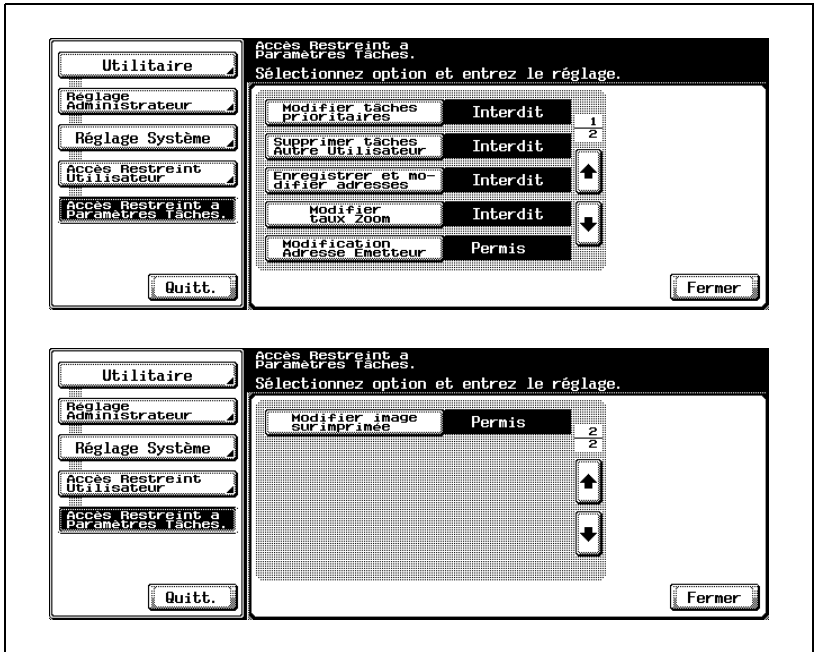 Utilitaire
Réglage
Administrateur
Réglage Système
Accès Restreint
Utilisateur
Accès Restreint a
Paramètres Tâches.
Quitt.
Accès Restreint a
Paramètres Tâches.
Sélectionnez option et entrez le réglage.
Modifier tâches
prioritaires
Interdit
Supprimer tâches
Autre Utilisateur
Interdit
Enregistrer et mo-
difier adresses
Interdit
Modifier
taux Zoom
Interdit
Modification
Adresse Emetteur
Permis
1
2
Fermer
Utilitaire
Réglage
Administrateur
Réglage Système
Accès Restreint
Utilisateur
Accès Restreint a
Paramètres Tâches.
Quitt.
Accès Restreint a
Paramètres Tâches.
Sélectionnez option et entrez le réglage.
Modifier image
surimprimée
Permis
2
2
Fermer